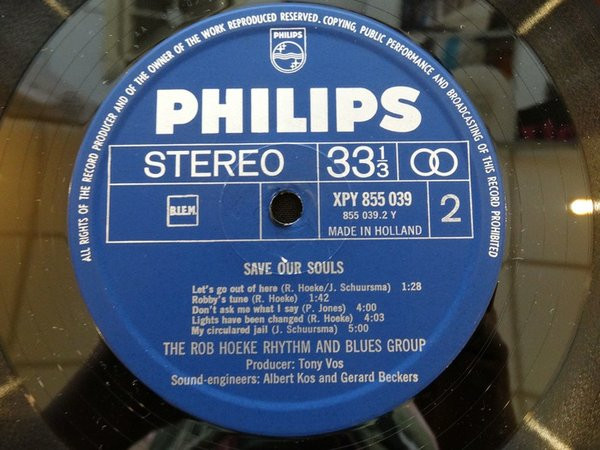 ALL RIGHTS OF THE RECORD PRODUCER AND OF THE OWNER OF THE WORK REPRODUCED RESERVED. COPYING, PUBLIC PERFORMANCE AND BROADCASTING OF THIS RECORD PROHIBITED
PHILIPS
PHILIPS
STEREO 33 1/3
B.I.E.M. XPY 855 039 2
855 039.2 Y
MADE IN HOLLAND
SAVE OUR SOULS
Let's go out of here (R. Hoeke/J. Schuursma) 1:28
Robby's tune (R. Hoeke) 1:42
Don't ask me what I say (P. Jones) 4:00
Lights have been changed (R. Hoeke) 4:03
My circulared jail (J. Schuursma) 5:00
THE ROB HOEKE RHYTHM AND BLUES GROUP
Producer: Tony Vos
Sound-engineers: Albert Kos and Gerard Beckers